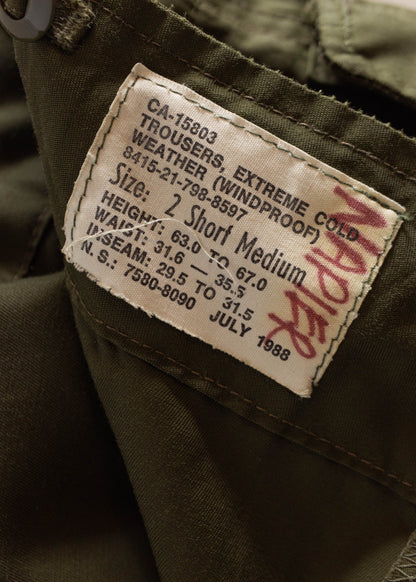 CA-15803
TROUSERS, EXTREME COLD
WEATHER (WINDPROOF)
8415-21-798-8597
Size: 2 Short Medium
HEIGHT: 63.0 TO 67.0
WAIST: 31.6 — 35.5
INSEAM: 29.5 TO 31.5
N. S.: 7580-8090 JULY 1988
NAPIER